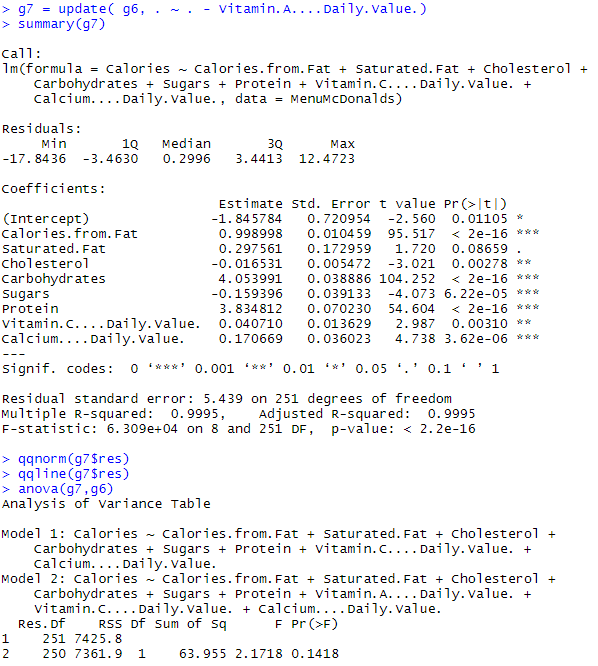 > g7 = update( g6, . ~ . - Vitamin.A....Daily.Value.)
> summary(g7)
Call:
lm(formula = Calories ~ Calories.from.Fat + Saturated.Fat + Cholesterol +
    Carbohydrates + Sugars + Protein + Vitamin.C....Daily.Value. +
    Calcium....Daily.Value., data = MenuMcDonalds)
Residuals:
     Min       1Q   Median       3Q      Max
-17.8436  -3.4630   0.2996   3.4413  12.4723
Coefficients:
                          Estimate Std. Error t value Pr(>|t|)
(Intercept)              -1.845784   0.720954  -2.560  0.01105 *
Calories.from.Fat         0.998998   0.010459  95.517  < 2e-16 ***
Saturated.Fat             0.297561   0.172959   1.720  0.08659 .
Cholesterol              -0.016531   0.005472  -3.021  0.00278 **
Carbohydrates             4.053991   0.038886 104.252  < 2e-16 ***
Sugars                   -0.159396   0.039133  -4.073 6.22e-05 ***
Protein                   3.834812   0.070230  54.604  < 2e-16 ***
Vitamin.C....Daily.Value.  0.040710   0.013629   2.987  0.00310 **
Calcium....Daily.Value.   0.170669   0.036023   4.738 3.62e-06 ***
---
Signif. codes:  0 ‘***’ 0.001 ‘**’ 0.01 ‘*’ 0.05 ‘.’ 0.1 ‘ ’ 1
Residual standard error: 5.439 on 251 degrees of freedom
Multiple R-squared:  0.9995,    Adjusted R-squared:  0.9995
F-statistic: 6.309e+04 on 8 and 251 DF,  p-value: < 2.2e-16
> qqnorm(g7$res)
> qqline(g7$res)
> anova(g7,g6)
Analysis of Variance Table
Model 1: Calories ~ Calories.from.Fat + Saturated.Fat + Cholesterol +
    Carbohydrates + Sugars + Protein + Vitamin.C....Daily.Value. +
    Calcium....Daily.Value.
Model 2: Calories ~ Calories.from.Fat + Saturated.Fat + Cholesterol +
    Carbohydrates + Sugars + Protein + Vitamin.A....Daily.Value. +
    Vitamin.C....Daily.Value. + Calcium....Daily.Value.
  Res.Df    RSS Df Sum of Sq      F Pr(>F)
1    251 7425.8
2    250 7361.9  1    63.955 2.1718 0.1418